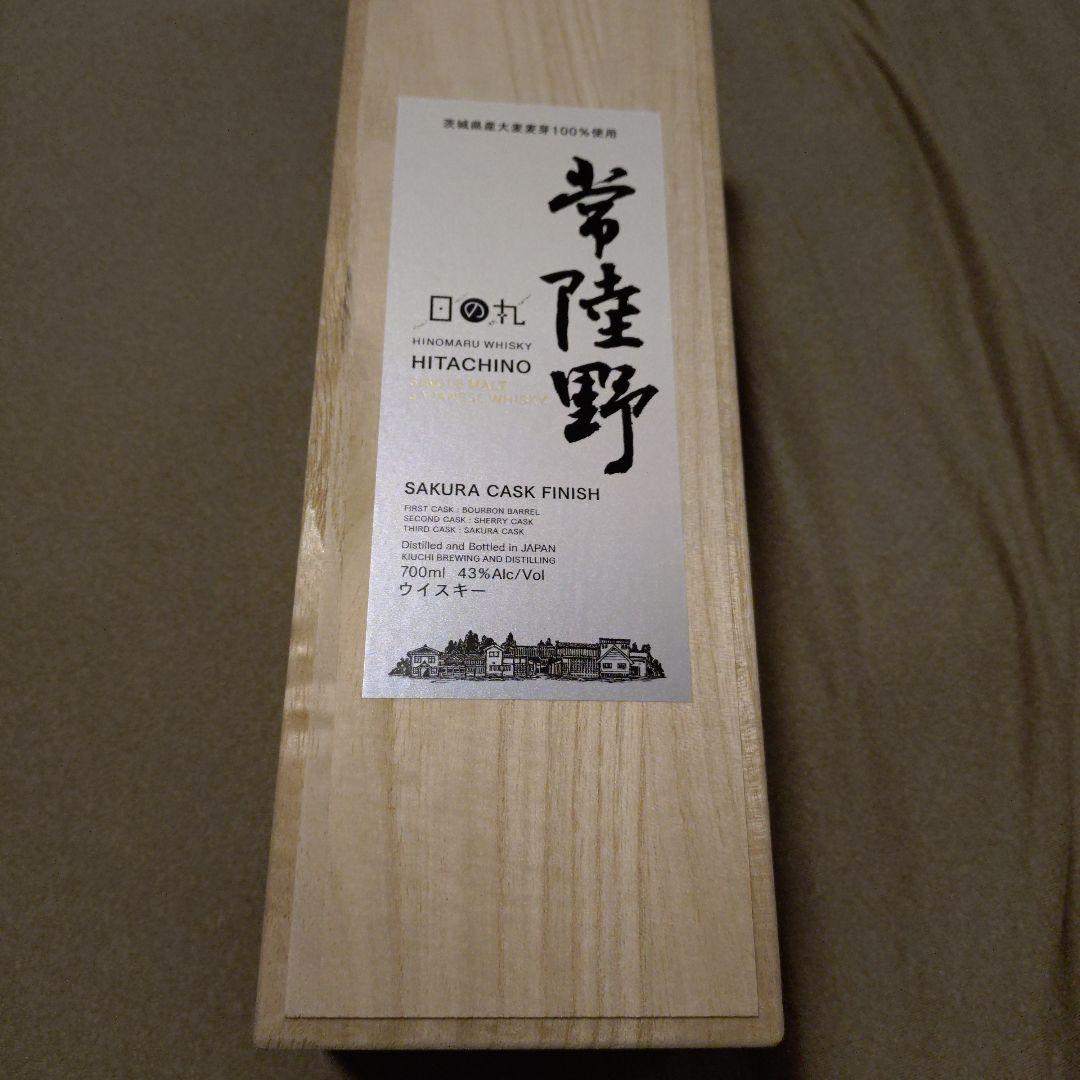 茨城県産大麦麦芽100%使用
常陸野
日の丸
HINOMARU WHISKY
HITACHINO
SINGLE MALT
JAPANESE WHISKY
SAKURA CASK FINISH
FIRST CASK : BOURBON BARREL
SECOND CASK : SHERRY CASK
THIRD CASK : SAKURA CASK
Distilled and Bottled in JAPAN
KIUCHI BREWING AND DISTILLING
700ml 43%Alc/Vol
ウイスキー